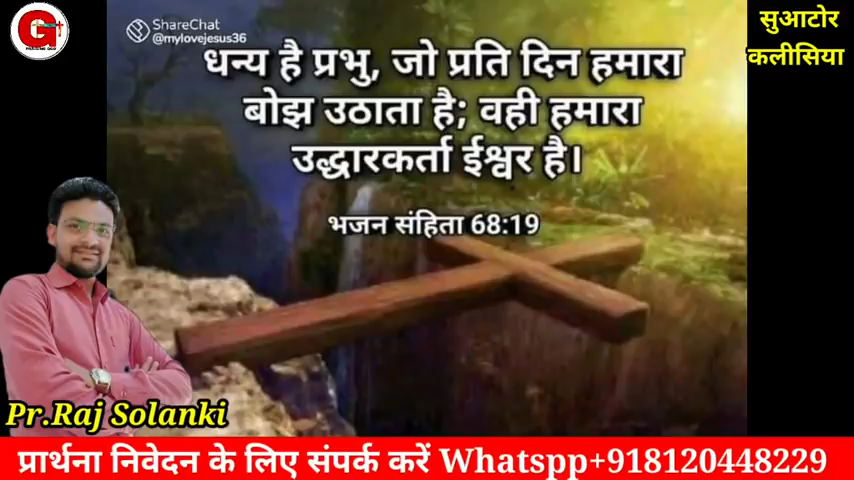 ShareChat
@mylovejesus36
सुआटोर
कलीसिया
धन्य है प्रभु, जो प्रति दिन हमारा
बोझ उठाता है; वही हमारा
उद्धारकर्ता ईश्वर है।
भजन संहिता 68:19
Pr.Raj Solanki
प्रार्थना निवेदन के लिए संपर्क करें Whatspp+918120448229